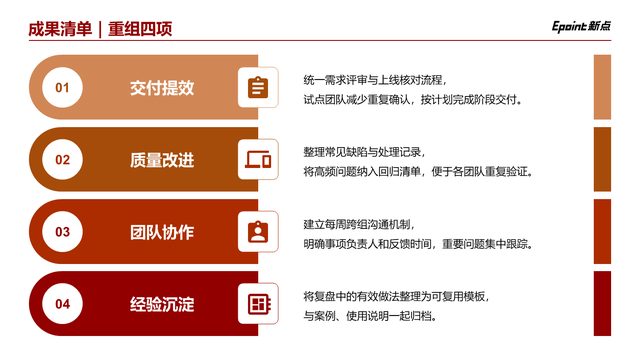 成果清单｜重组四项
Epoint新点
01
交付提效
统一需求评审与上线核对流程，
试点团队减少重复确认，按计划完成阶段交付。
02
质量改进
整理常见缺陷与处理记录，
将高频问题纳入回归清单，便于各团队重复验证。
03
团队协作
建立每周跨组沟通机制，
明确事项负责人和反馈时间，重要问题集中跟踪。
04
经验沉淀
将复盘中的有效做法整理为可复用模板，
与案例、使用说明一起归档。